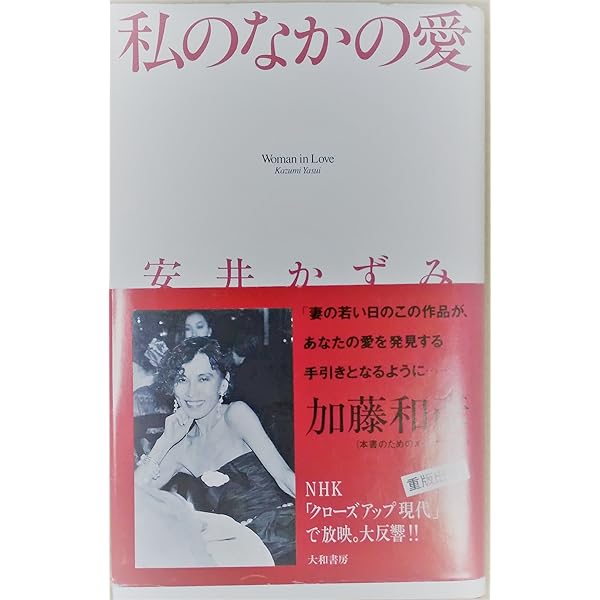 私のなかの愛
Woman in Love
Kazumi Yasui
安井かずみ
「妻の若い日のこの作品が、
あなたの愛を発見する
手引きとなるように……
加藤和
(本書のための
重版出
NHK
「クローズアップ現代」
で放映。大反響!!
大和書房